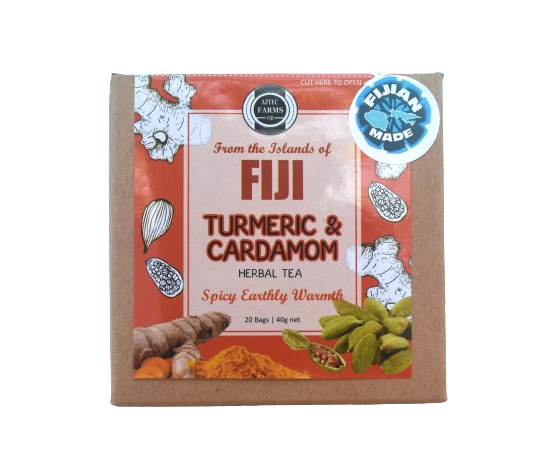 CUT HERE TO OPEN
AZTEC
FARMS
FIJI
FIJIAN
MADE
From the Islands of
FIJI
TURMERIC &
CARDAMOM
HERBAL TEA
Spicy Earthly Warmth
20 Bags | 40g net